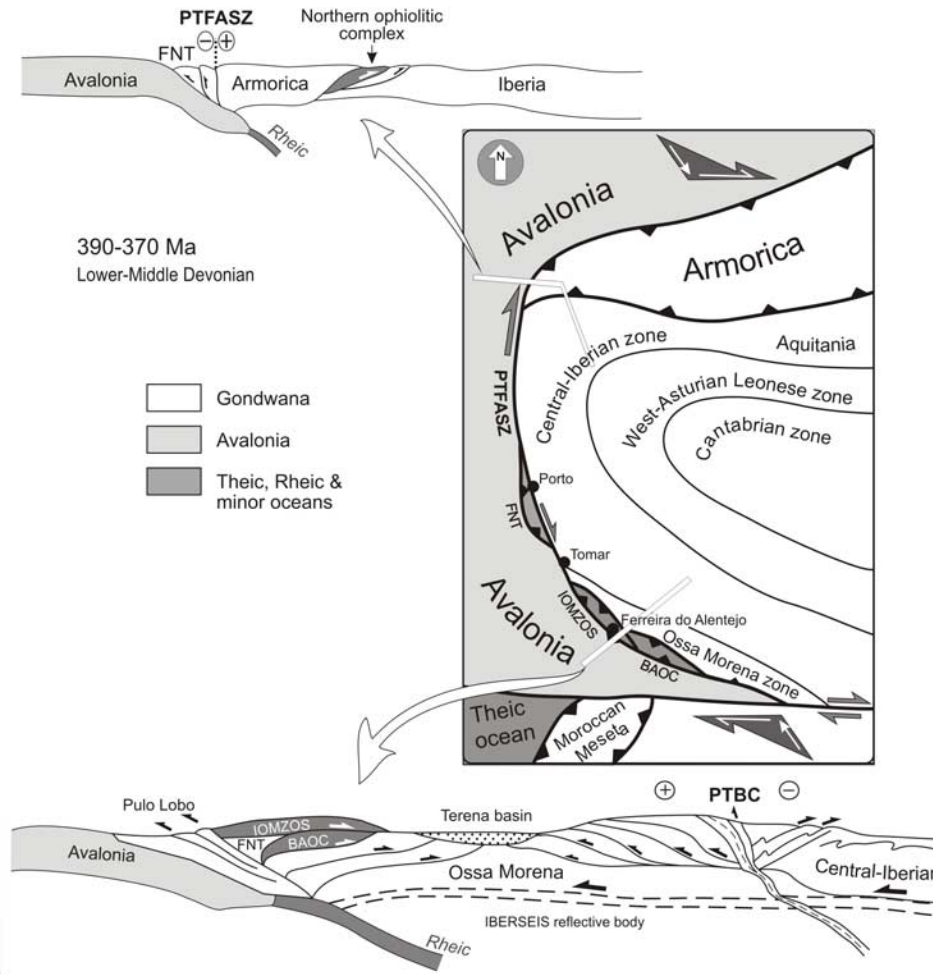 PTFASZ
Northern ophiolitic
complex
FNT
− +
Avalonia
Armorica
Iberia
Rheic
390-370 Ma
Lower-Middle Devonian
Gondwana
Avalonia
Theic, Rheic &
minor oceans
N
Avalonia
Armorica
Aquitania
Central-Iberian zone
West-Asturian Leonese zone
Cantabrian zone
PTFASZ
Porto
FNT
Tomar
Avalonia
IOMZOS
Ferreira do Alentejo
Ossa Morena zone
BAOC
Theic
ocean
Moroccan
Meseta
Pulo Lobo
Terena basin
+ PTBC −
IOMZOS
FNT
BAOC
Avalonia
Ossa Morena
Central-Iberian
IBERSEIS reflective body
Rheic